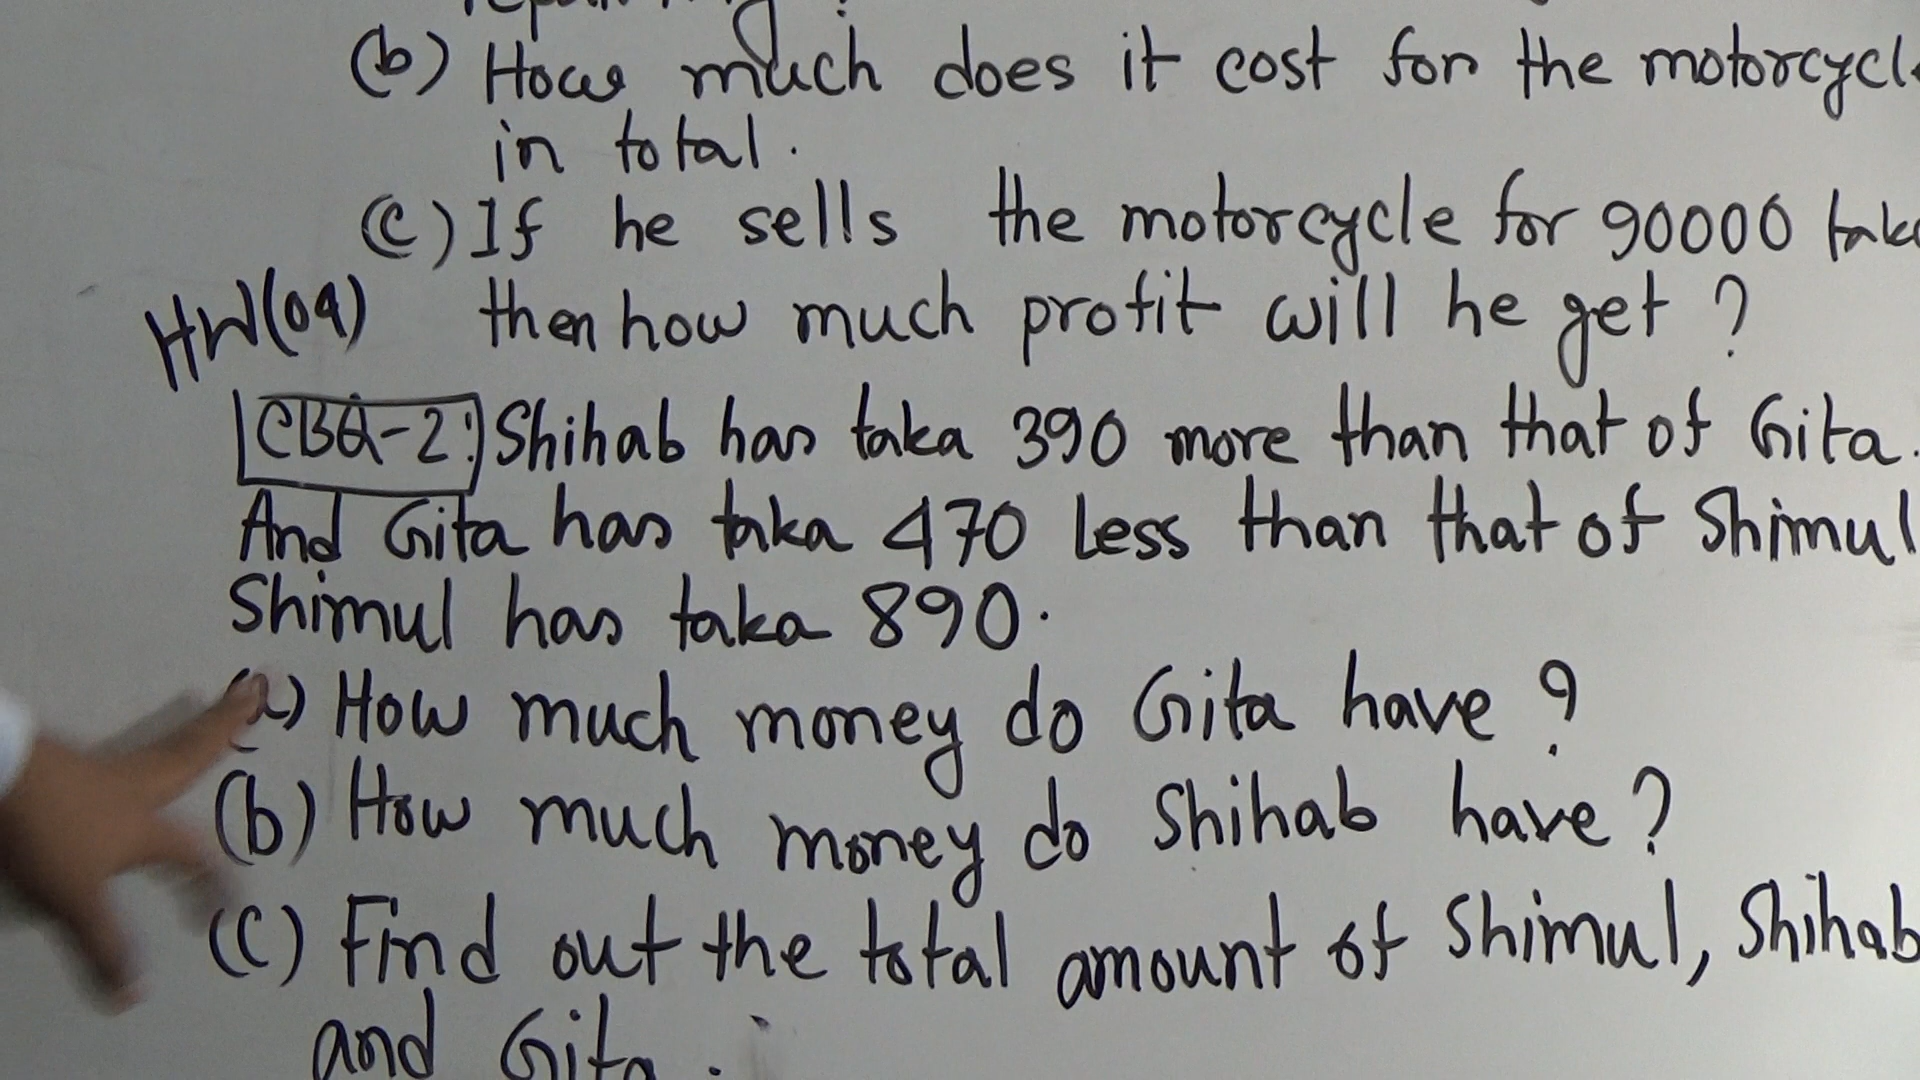 (b) How much does it cost for the motorcycle
in total.
(c) If he sells the motorcycle for 90000
then how much profit will he get ?
HW(04)
CBQ-2: Shihab has taka 390 more than that of Gita.
And Gita has taka 470 less than that of Shimul
Shimul has taka 890.
(a) How much money do Gita have ?
(b) How much money do Shihab have ?
(c) Find out the total amount of Shimul, Shihab
and Gita.